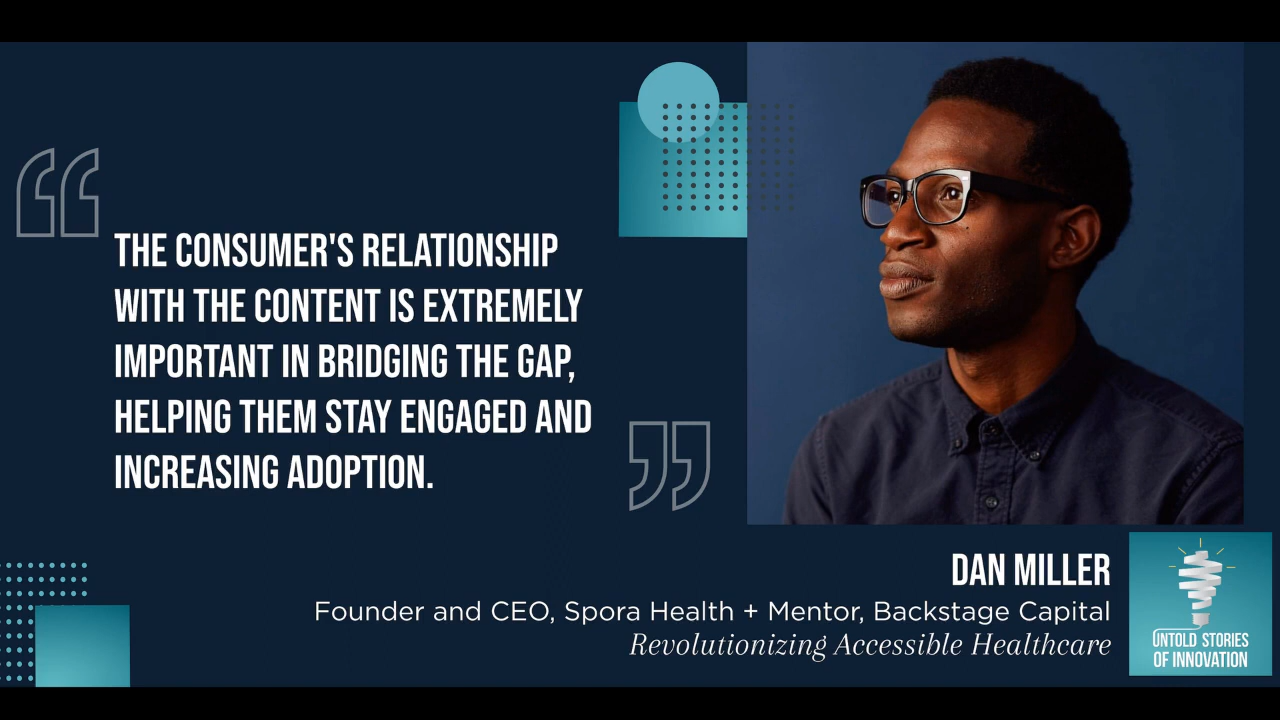 THE CONSUMER'S RELATIONSHIP
WITH THE CONTENT IS EXTREMELY
IMPORTANT IN BRIDGING THE GAP,
HELPING THEM STAY ENGAGED AND
INCREASING ADOPTION.
DAN MILLER
Founder and CEO, Spora Health + Mentor, Backstage Capital
Revolutionizing Accessible Healthcare
UNTOLD STORIES
OF INNOVATION